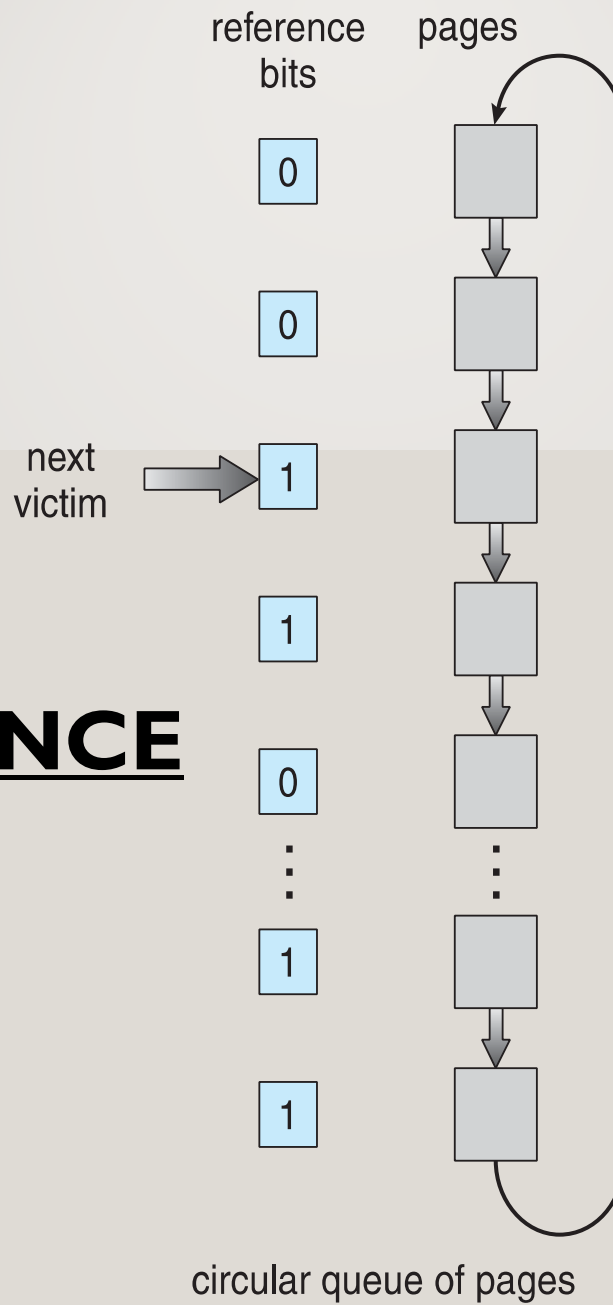 reference
bits
pages
0
0
next
victim
1
1
NCE
0
1
1
circular queue of pages